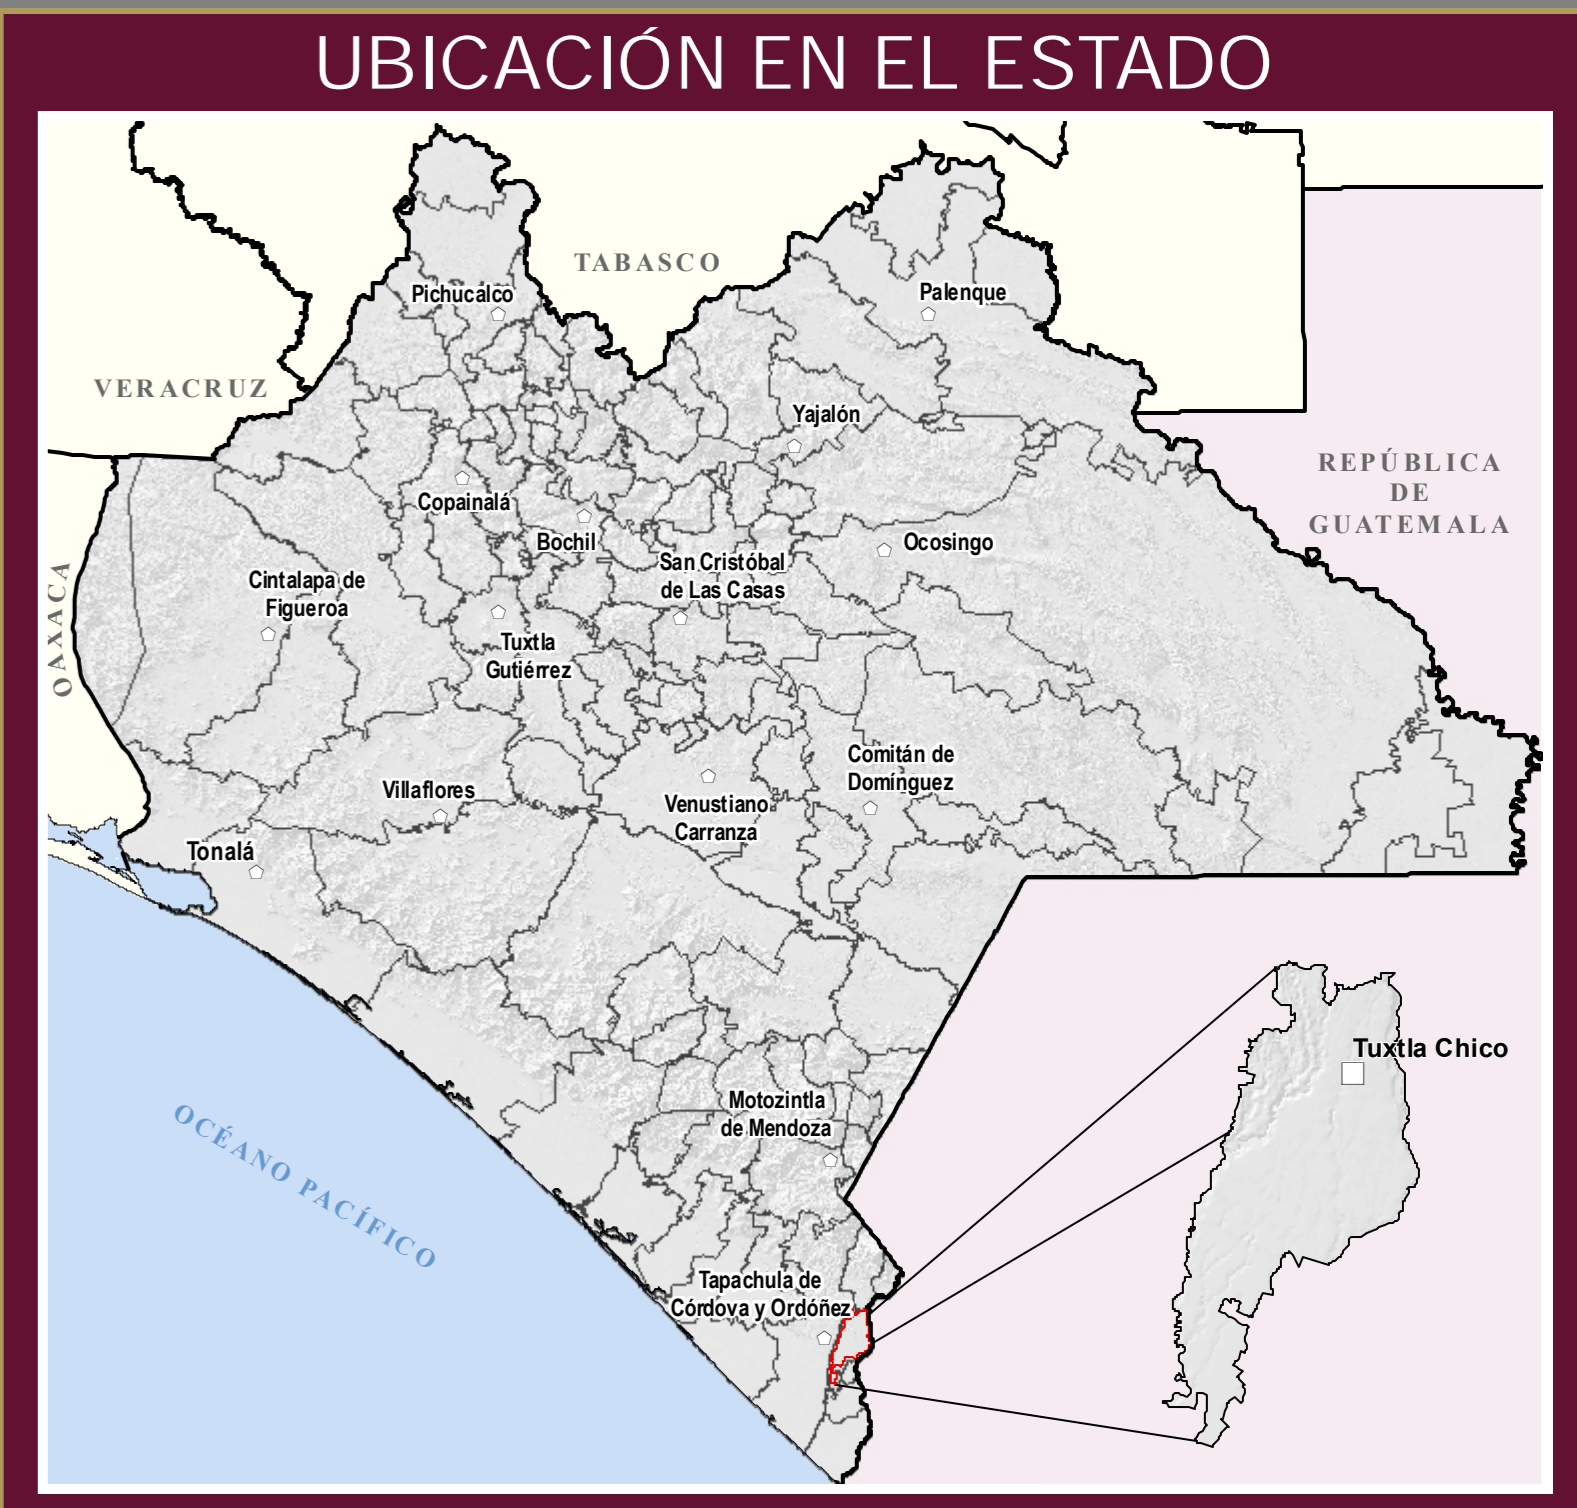 UBICACIÓN EN EL ESTADO
TABASCO
Pichucalco
Palenque
VERACRUZ
Yajalón
REPÚBLICA
DE
GUATEMALA
Copainalá
Bochil
Ocosingo
San Cristóbal
de Las Casas
OAXACA
Cintalapa de
Figueroa
Tuxtla
Gutiérrez
Comitán de
Domínguez
Villaflores
Venustiano
Carranza
Tonalá
Tuxtla Chico
Motozintla
de Mendoza
OCÉANO PACÍFICO
Tapachula de
Córdova y Ordóñez